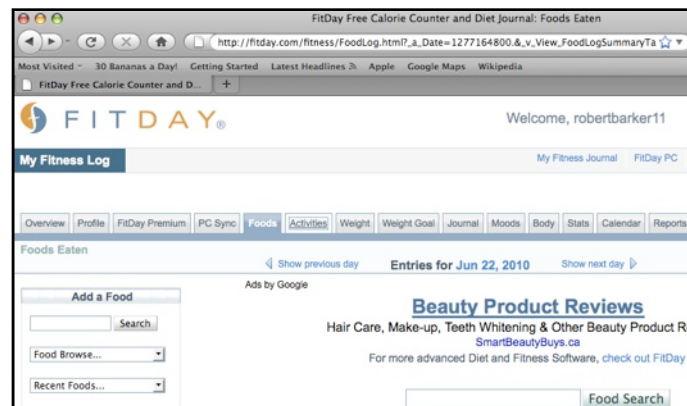 FitDay Free Calorie Counter and Diet Journal: Foods Eaten
http://fitday.com/fitness/FoodLog.html?_a_Date=1277164800.&_v_View_FoodLogSummaryTa
Most Visited 30 Bananas a Day! Getting Started Latest Headlines Apple Google Maps Wikipedia
FitDay Free Calorie Counter and D... +
FITDAY® Welcome, robertbarker11
My Fitness Log My Fitness Journal FitDay PC
Overview Profile FitDay Premium PC Sync Foods Activities Weight Weight Goal Journal Moods Body Stats Calendar Reports
Foods Eaten
Show previous day Entries for Jun 22, 2010 Show next day
Add a Food Ads by Google
Beauty Product Reviews
Search Hair Care, Make-up, Teeth Whitening & Other Beauty Product R
SmartBeautyBuys.ca
Food Browse... For more advanced Diet and Fitness Software, check out FitDay
Recent Foods...
Food Search